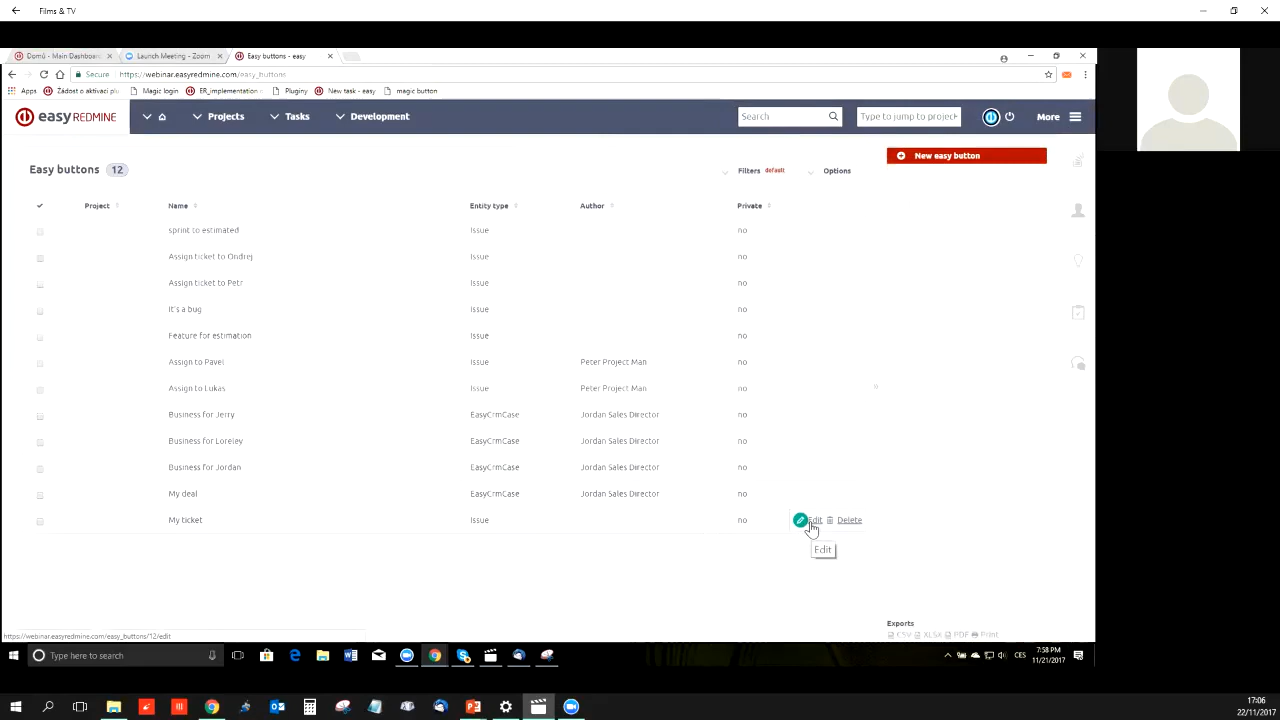 Films & TV
Domů - Main Dashboard
Launch Meeting - Zoom
Easy buttons - easy
Secure
https://webinar.easyredmine.com/easy_buttons
Apps
Žádost o aktivaci plu
Magic login
ER_implementation
Pluginy
New task - easy
magic button
easy REDMINE
Projects
Tasks
Development
Search
Type to jump to project
More
Easy buttons 12
Filters default
Options
New easy button
Project Name Entity type Author Private
sprint to estimated Issue no
Assign ticket to Ondrej Issue no
Assign ticket to Petr Issue no
It's a bug Issue no
Feature for estimation Issue no
Assign to Pavel Issue Peter Project Man no
Assign to Lukas Issue Peter Project Man no
Business for Jerry EasyCrmCase Jordan Sales Director no
Business for Loreley EasyCrmCase Jordan Sales Director no
Business for Jordan EasyCrmCase Jordan Sales Director no
My deal EasyCrmCase Jordan Sales Director no
My ticket Issue no Edit Delete
Edit
Exports
CSV XLSX PDF Print
https://webinar.easyredmine.com/easy_buttons/12/edit
Type here to search
CES
7:58 PM
11/21/2017
17:06
22/11/2017